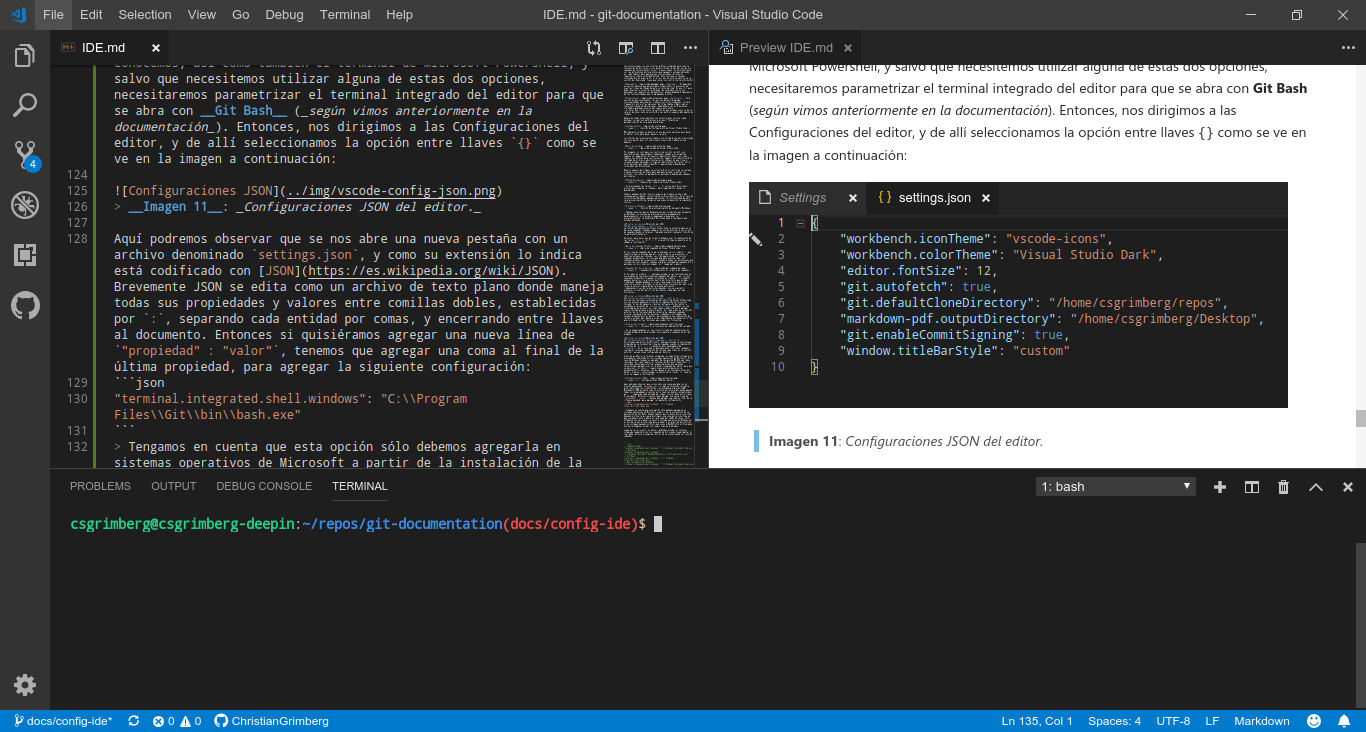 File Edit Selection View Go Debug Terminal Help
IDE.md - git-documentation - Visual Studio Code
IDE.md
salvo que necesitemos utilizar alguna de estas dos opciones,
necesitaremos parametrizar el terminal integrado del editor para que
se abra con __Git Bash__ (_según vimos anteriormente en la
documentación_). Entonces, nos dirigimos a las Configuraciones del
editor, y de allí seleccionamos la opción entre llaves `{}` como se
ve en la imagen a continuación:
124
125 ![Configuraciones JSON](../img/vscode-config-json.png)
126 > __Imagen 11__: _Configuraciones JSON del editor._
127
128 Aquí podremos observar que se nos abre una nueva pestaña con un
archivo denominado `settings.json`, y como su extensión lo indica
está codificado con [JSON](https://es.wikipedia.org/wiki/JSON).
Brevemente JSON se edita como un archivo de texto plano donde maneja
todas sus propiedades y valores entre comillas dobles, establecidas
por `:`, separando cada entidad por comas, y encerrando entre llaves
al documento. Entonces si quisiéramos agregar una nueva línea de
`"propiedad" : "valor"`, tenemos que agregar una coma al final de la
última propiedad, para agregar la siguiente configuración:
129 ```json
130 "terminal.integrated.shell.windows": "C:\\Program
Files\\Git\\bin\\bash.exe"
131 ```
132 > Tengamos en cuenta que esta opción sólo debemos agregarla en
sistemas operativos de Microsoft a partir de la instalación de la
Preview IDE.md
Microsoft Powershell, y salvo que necesitemos utilizar alguna de estas dos opciones,
necesitaremos parametrizar el terminal integrado del editor para que se abra con Git Bash
(según vimos anteriormente en la documentación). Entonces, nos dirigimos a las
Configuraciones del editor, y de allí seleccionamos la opción entre llaves {} como se ve en
la imagen a continuación:
Settings
{} settings.json
1 {
2 "workbench.iconTheme": "vscode-icons",
3 "workbench.colorTheme": "Visual Studio Dark",
4 "editor.fontSize": 12,
5 "git.autofetch": true,
6 "git.defaultCloneDirectory": "/home/csgrimberg/repos",
7 "markdown-pdf.outputDirectory": "/home/csgrimberg/Desktop",
8 "git.enableCommitSigning": true,
9 "window.titleBarStyle": "custom"
10 }
Imagen 11: Configuraciones JSON del editor.
4
PROBLEMS OUTPUT DEBUG CONSOLE TERMINAL
1: bash
csgrimberg@csgrimberg-deepin:~/repos/git-documentation(docs/config-ide)$
docs/config-ide* 0 0 ChristianGrimberg
Ln 135, Col 1 Spaces: 4 UTF-8 LF Markdown